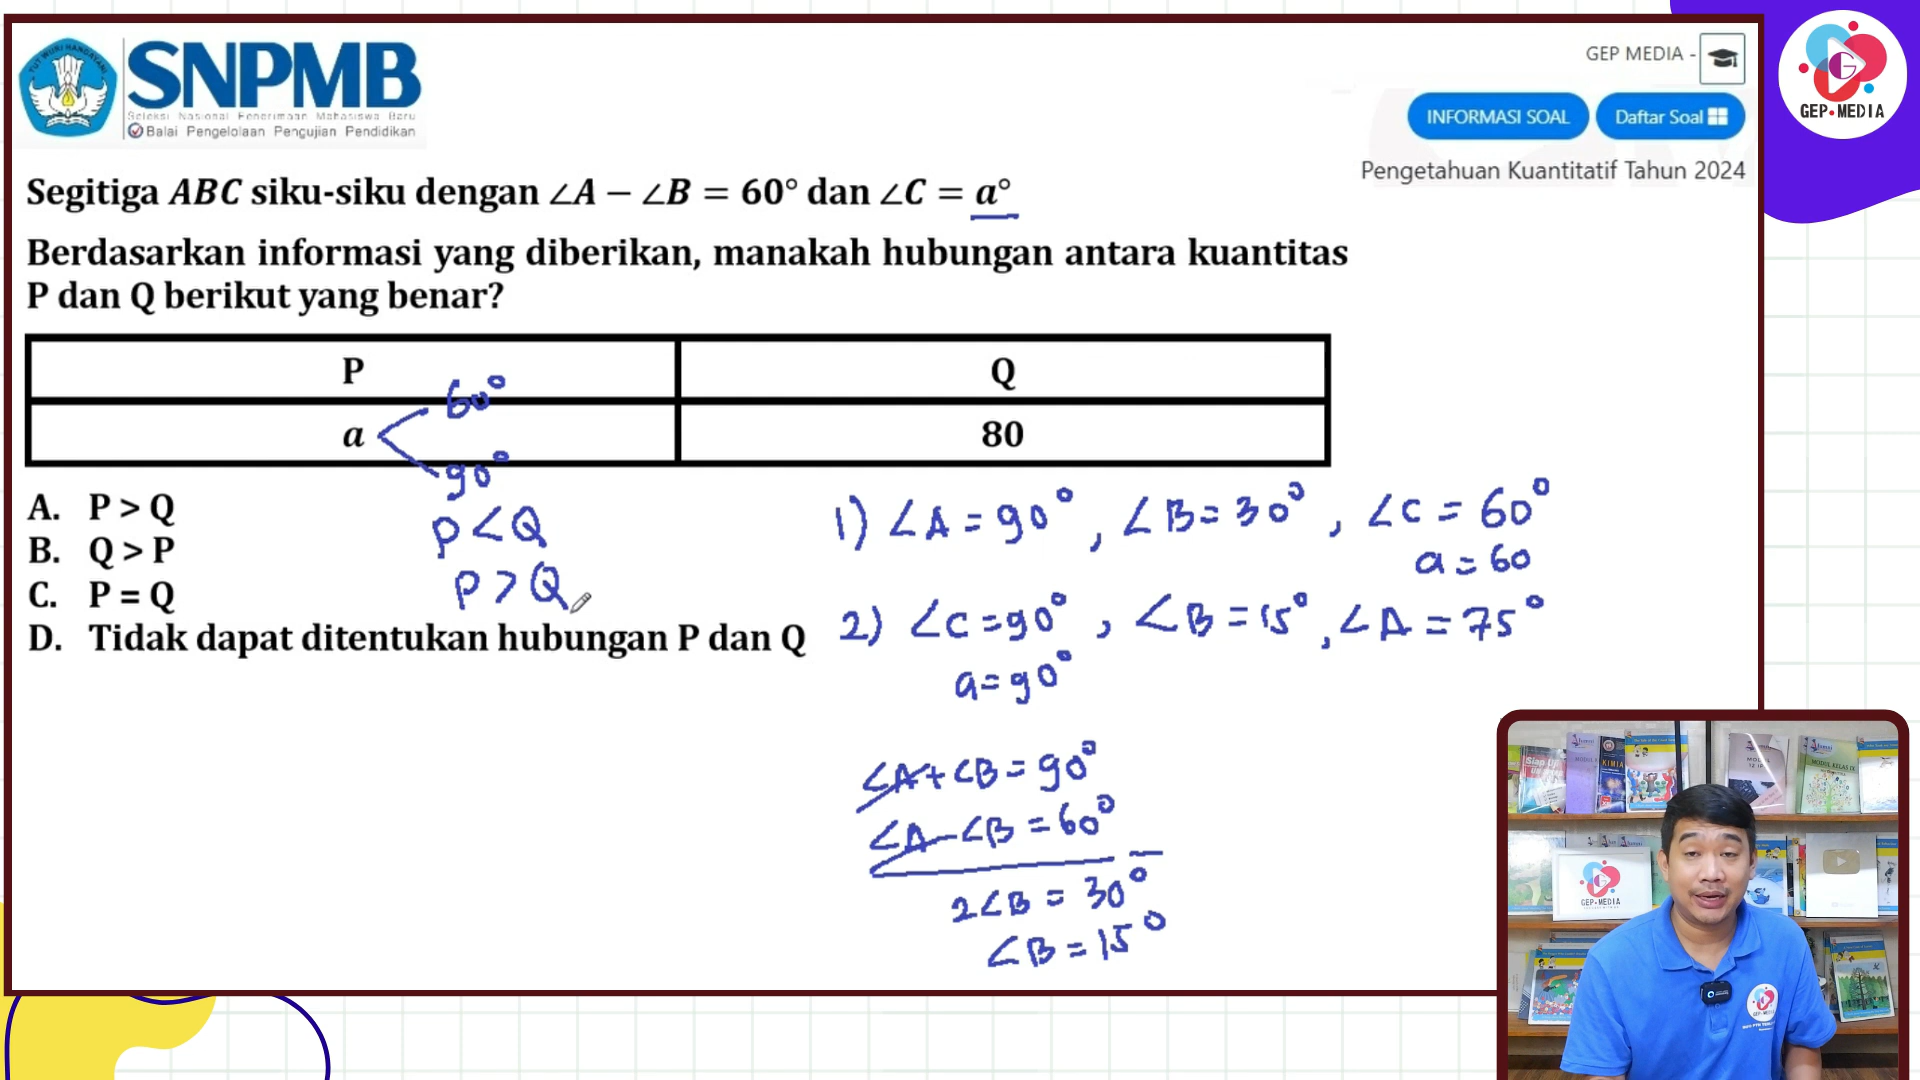 SNPMB
Seleksi Nasional Penerimaan Mahasiswa Baru
Balai Pengelolaan Pengujian Pendidikan
GEP MEDIA -
INFORMASI SOAL
Daftar Soal
GEP MEDIA
Pengetahuan Kuantitatif Tahun 2024
Segitiga ABC siku-siku dengan ∠A − ∠B = 60° dan ∠C = a°
Berdasarkan informasi yang diberikan, manakah hubungan antara kuantitas
P dan Q berikut yang benar?
P
Q
a
60°
90°
80
A. P > Q
B. Q > P
C. P = Q
D. Tidak dapat ditentukan hubungan P dan Q
P < Q
P > Q
1) ∠A = 90°, ∠B = 30°, ∠C = 60°
a = 60
2) ∠C = 90°, ∠B = 15°, ∠A = 75°
a = 90°
∠A + ∠B = 90°
∠A − ∠B = 60°
2∠B = 30°
∠B = 15°
KIMIA
GEP MEDIA